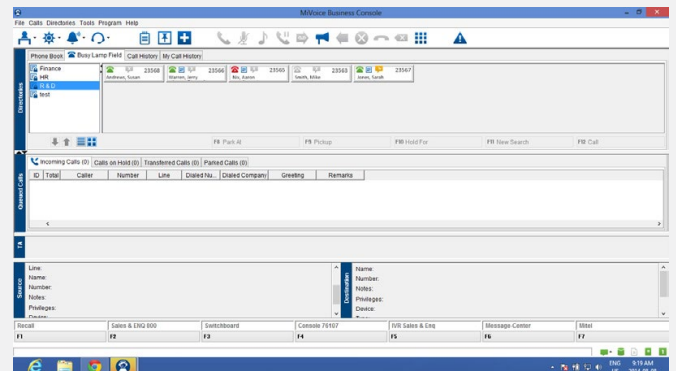 MiVoice Business Console
File Calls Directories Tools Program Help
Phone Book Busy Lamp Field Call History My Call History
Directories
Finance
HR
R & D
test
23568 23566 23565 23563 23567
Andrews, Susan Warren, Jerry Nix, Aaron Smith, Mike Jones, Sarah
F8 Park At F9 Pickup F10 Hold For F11 New Search F12 Call
Queued Calls
Incoming Calls (0) Calls on Hold (0) Transferred Calls (0) Parked Calls (0)
ID Total Caller Number Line Dialed Nu... Dialed Company Greeting Remarks
TA
Source
Line:
Name:
Number:
Notes:
Privileges:
Device:
Destination
Name:
Number:
Notes:
Privileges:
Device:
Recall Sales & ENQ 000 Switchboard Console 76107 IVR Sales & Enq Message Center Mitel
F1 F2 F3 F4 F5 F6 F7
ENG 9:19 AM
US